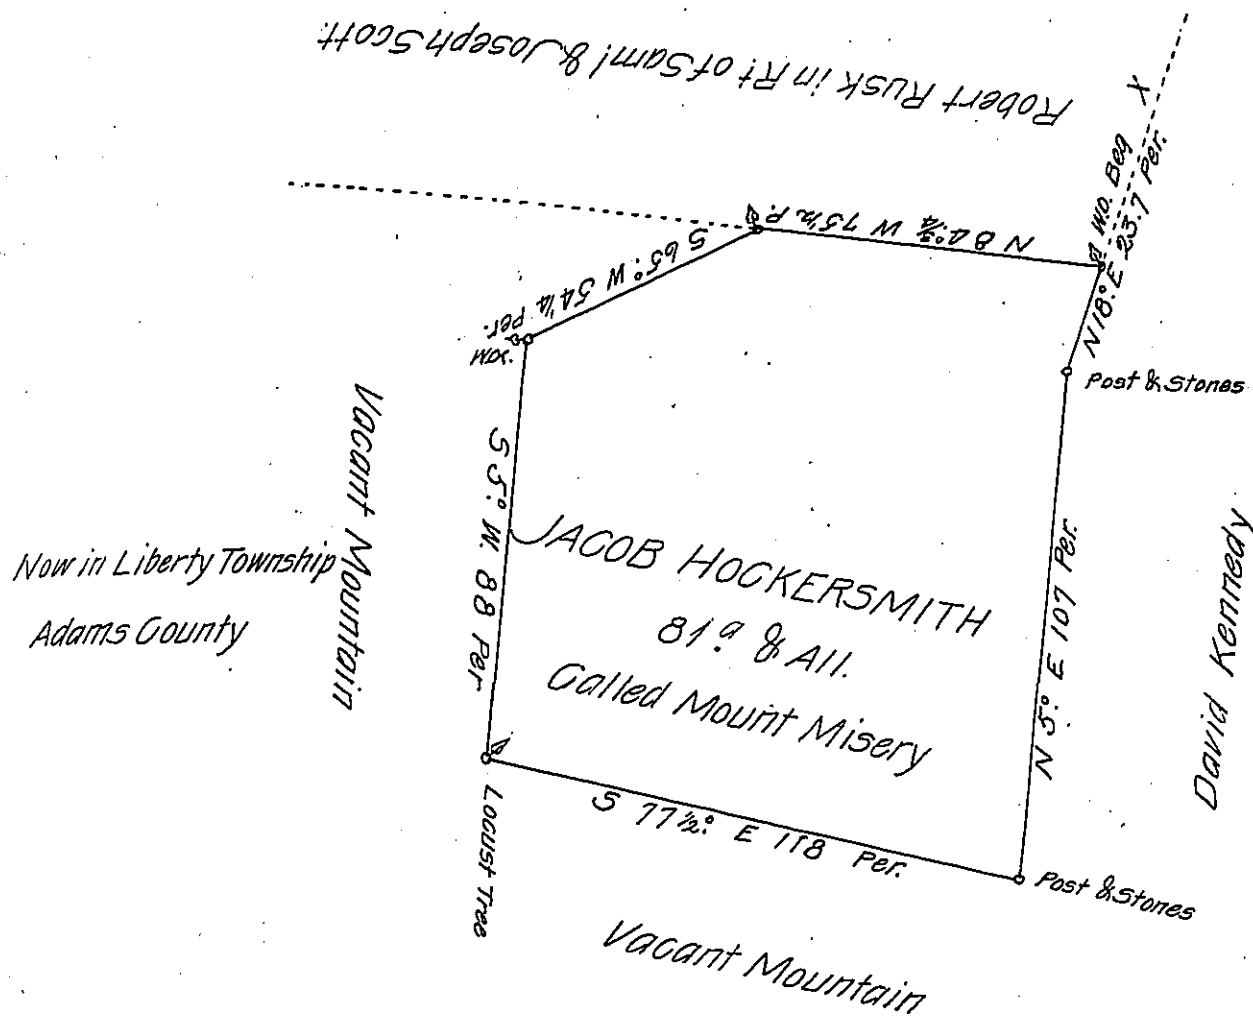 Robert Rusk in Rt of Saml & Joseph Scott
X
WO. Beg
N 18° E 23.7 Per.
N 84¾° W 75½ P.
S 65° W 54¼ Per.
Post & Stones
S 5° W. 88 Per
Vacant Mountain
Now in Liberty Township
Adams County
JACOB HOCKERSMITH
81a & All.
Called Mount Misery
N 5° E 107 Per.
David Kennedy
Locust Tree
S 77½° E 118 Per.
Post & Stones
Vacant Mountain